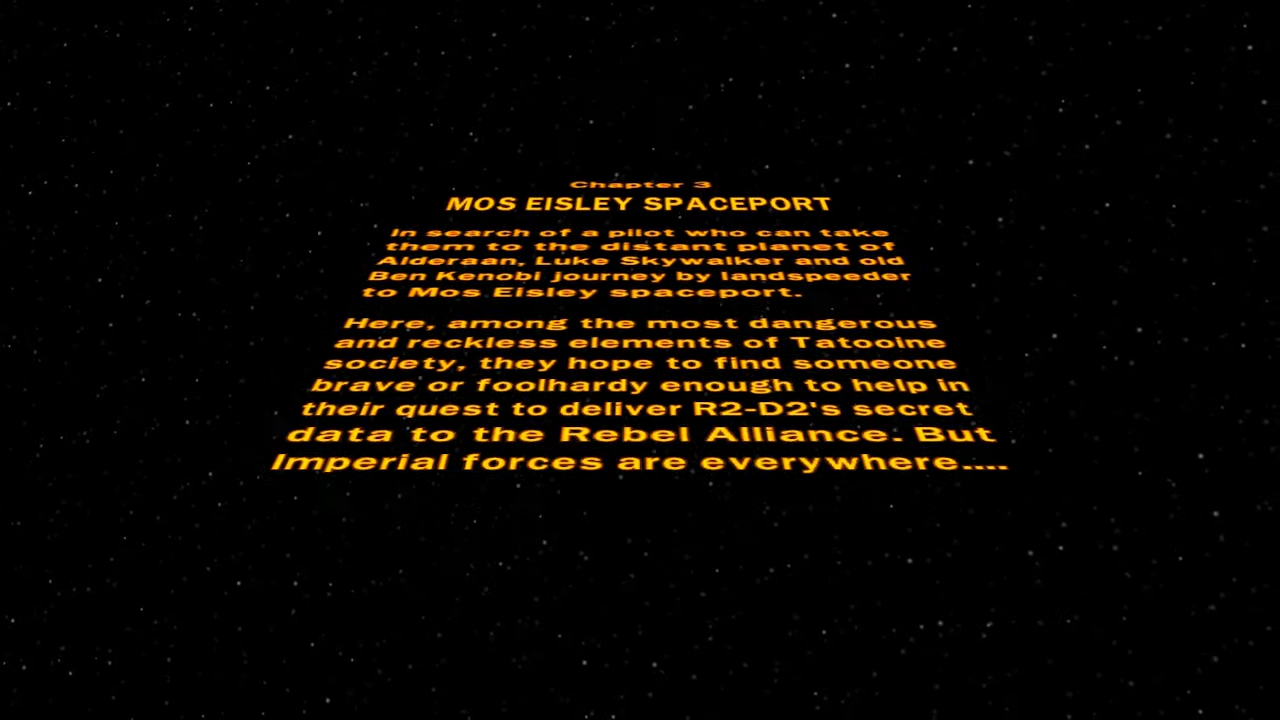 Chapter 3
MOS EISLEY SPACEPORT
In search of a pilot who can take
them to the distant planet of
Alderaan, Luke Skywalker and old
Ben Kenobi journey by landspeeder
to Mos Eisley spaceport.
Here, among the most dangerous
and reckless elements of Tatooine
society, they hope to find someone
brave or foolhardy enough to help in
their quest to deliver R2-D2's secret
data to the Rebel Alliance. But
Imperial forces are everywhere....